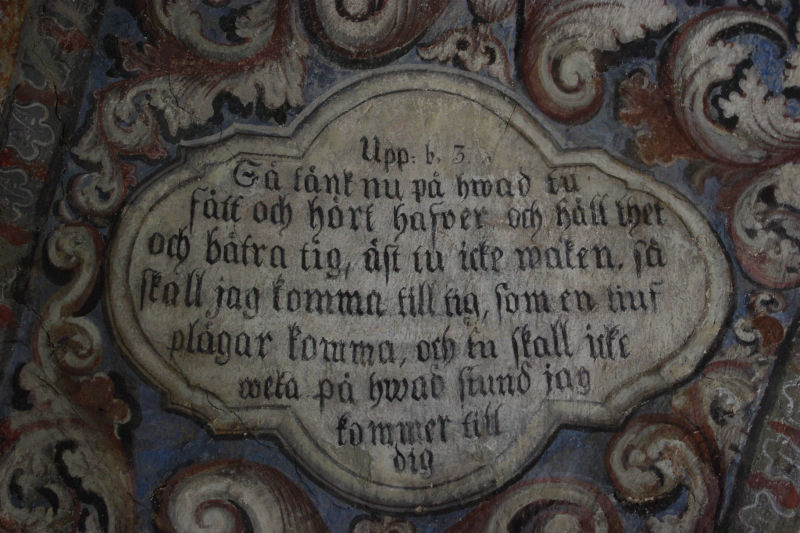 Upp: b. 3.
Så tänk nu på hwad tu
fått och hört hafver och håll thet
och bätra tig, äst tu icke waken. så
skall jag komma till tig, som en tiuf
plågar komma, och tu skall icke
weta på hwad stund jag
kommer till
dig